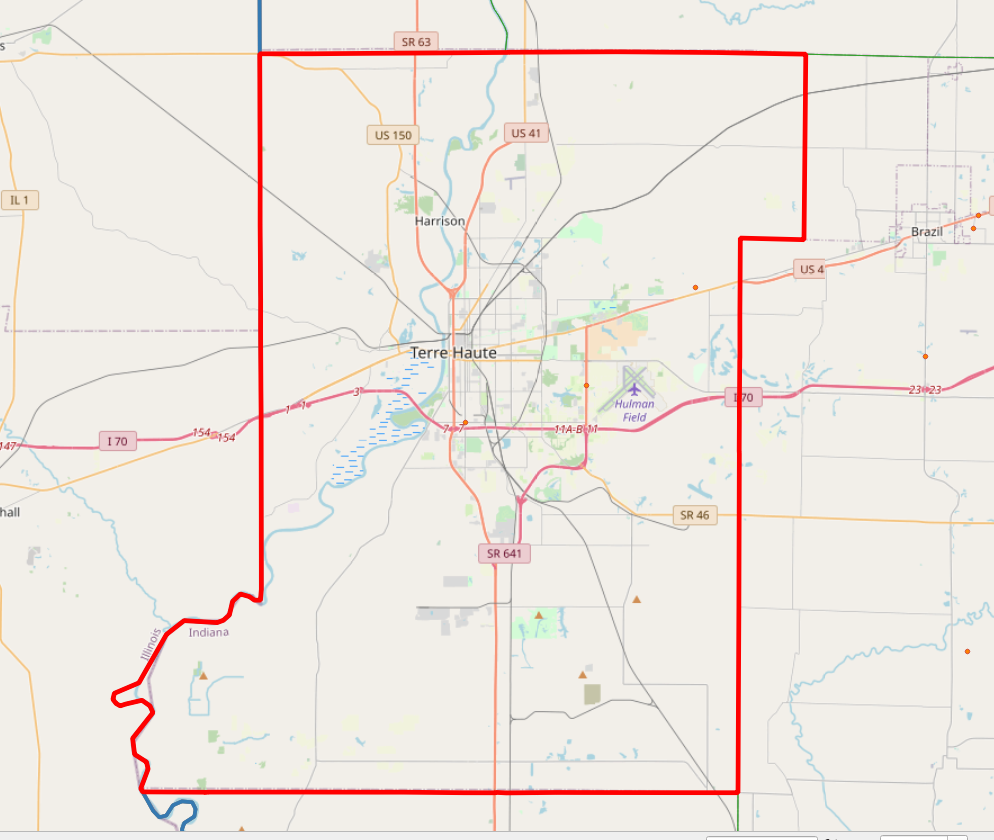 SR 63
US 150
US 41
IL 1
Harrison
Brazil
US 4
Terre Haute
Hulman
Field
3
1
1
I 70
23
23
7
7
11A-B
11
154
154
I 70
147
hall
SR 46
SR 641
Illinois
Indiana